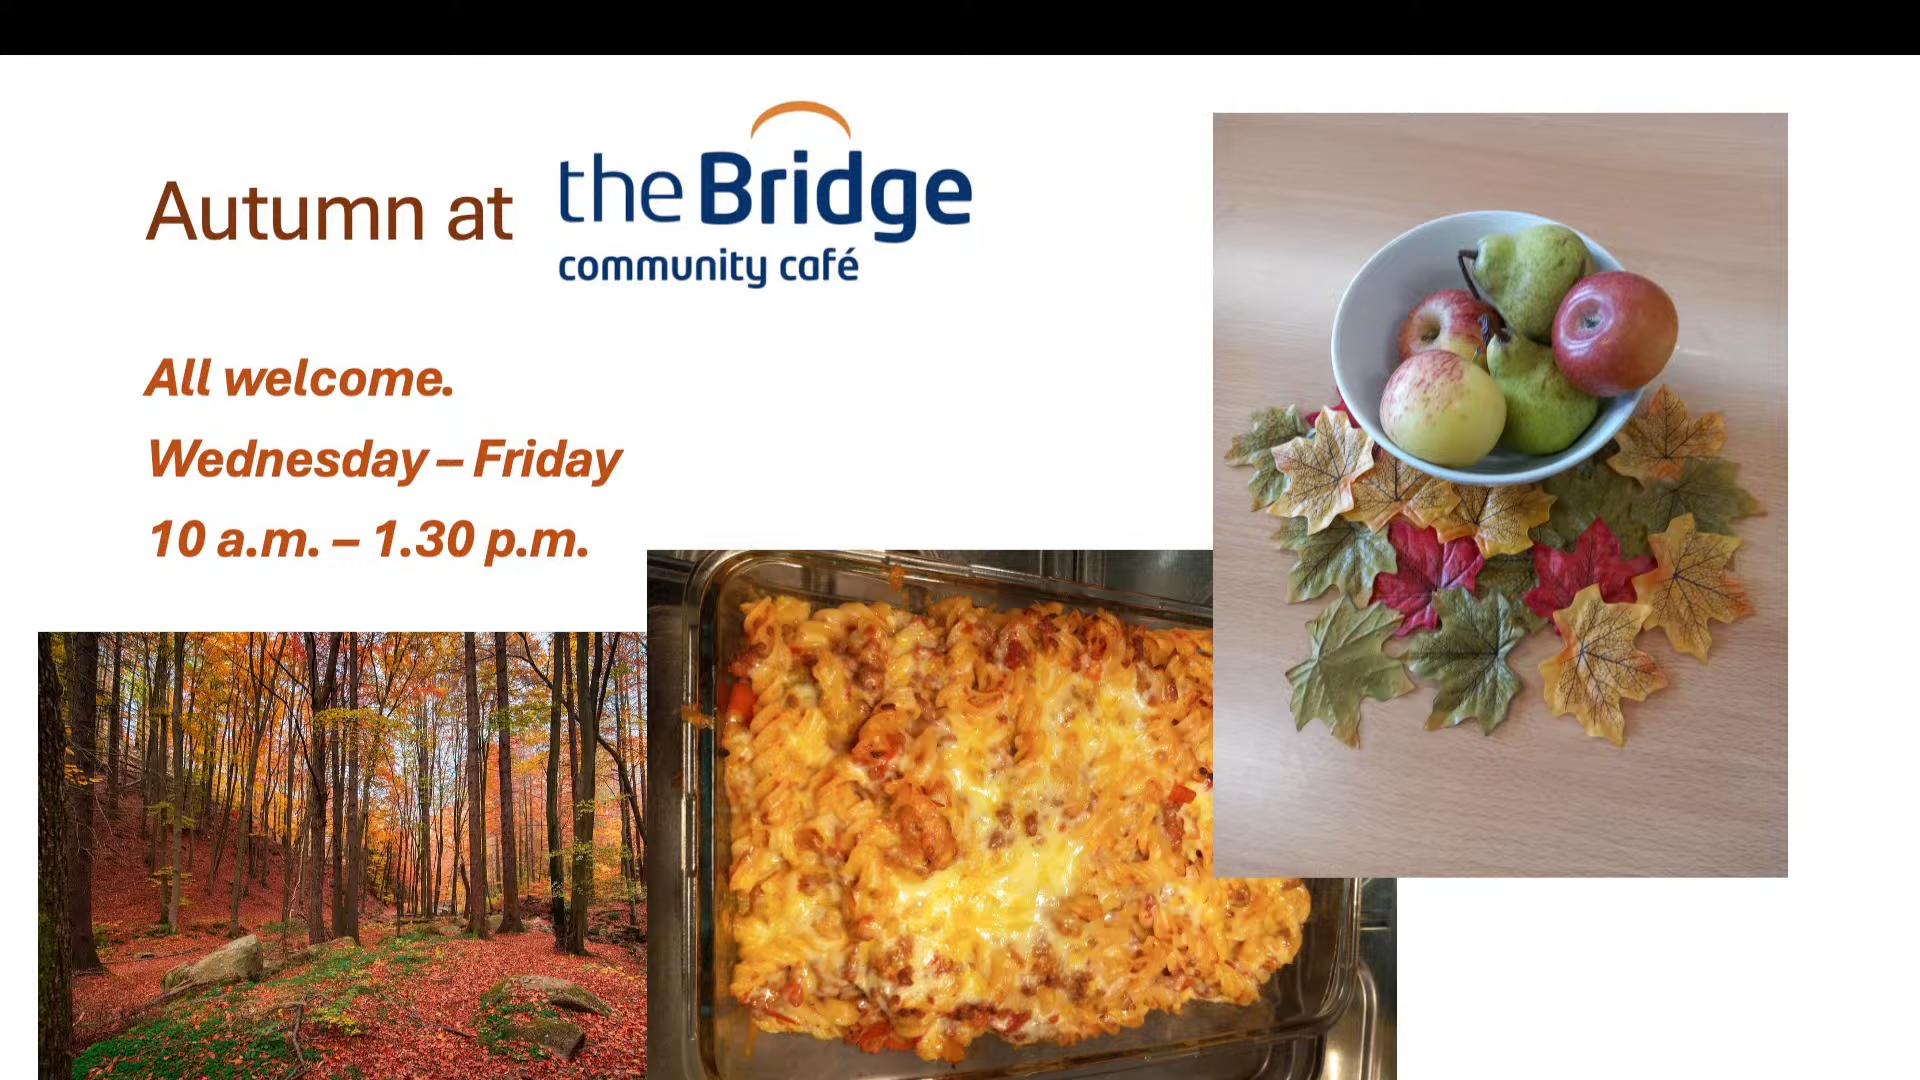 Autumn at
the Bridge
community café
All welcome.
Wednesday – Friday
10 a.m. – 1.30 p.m.